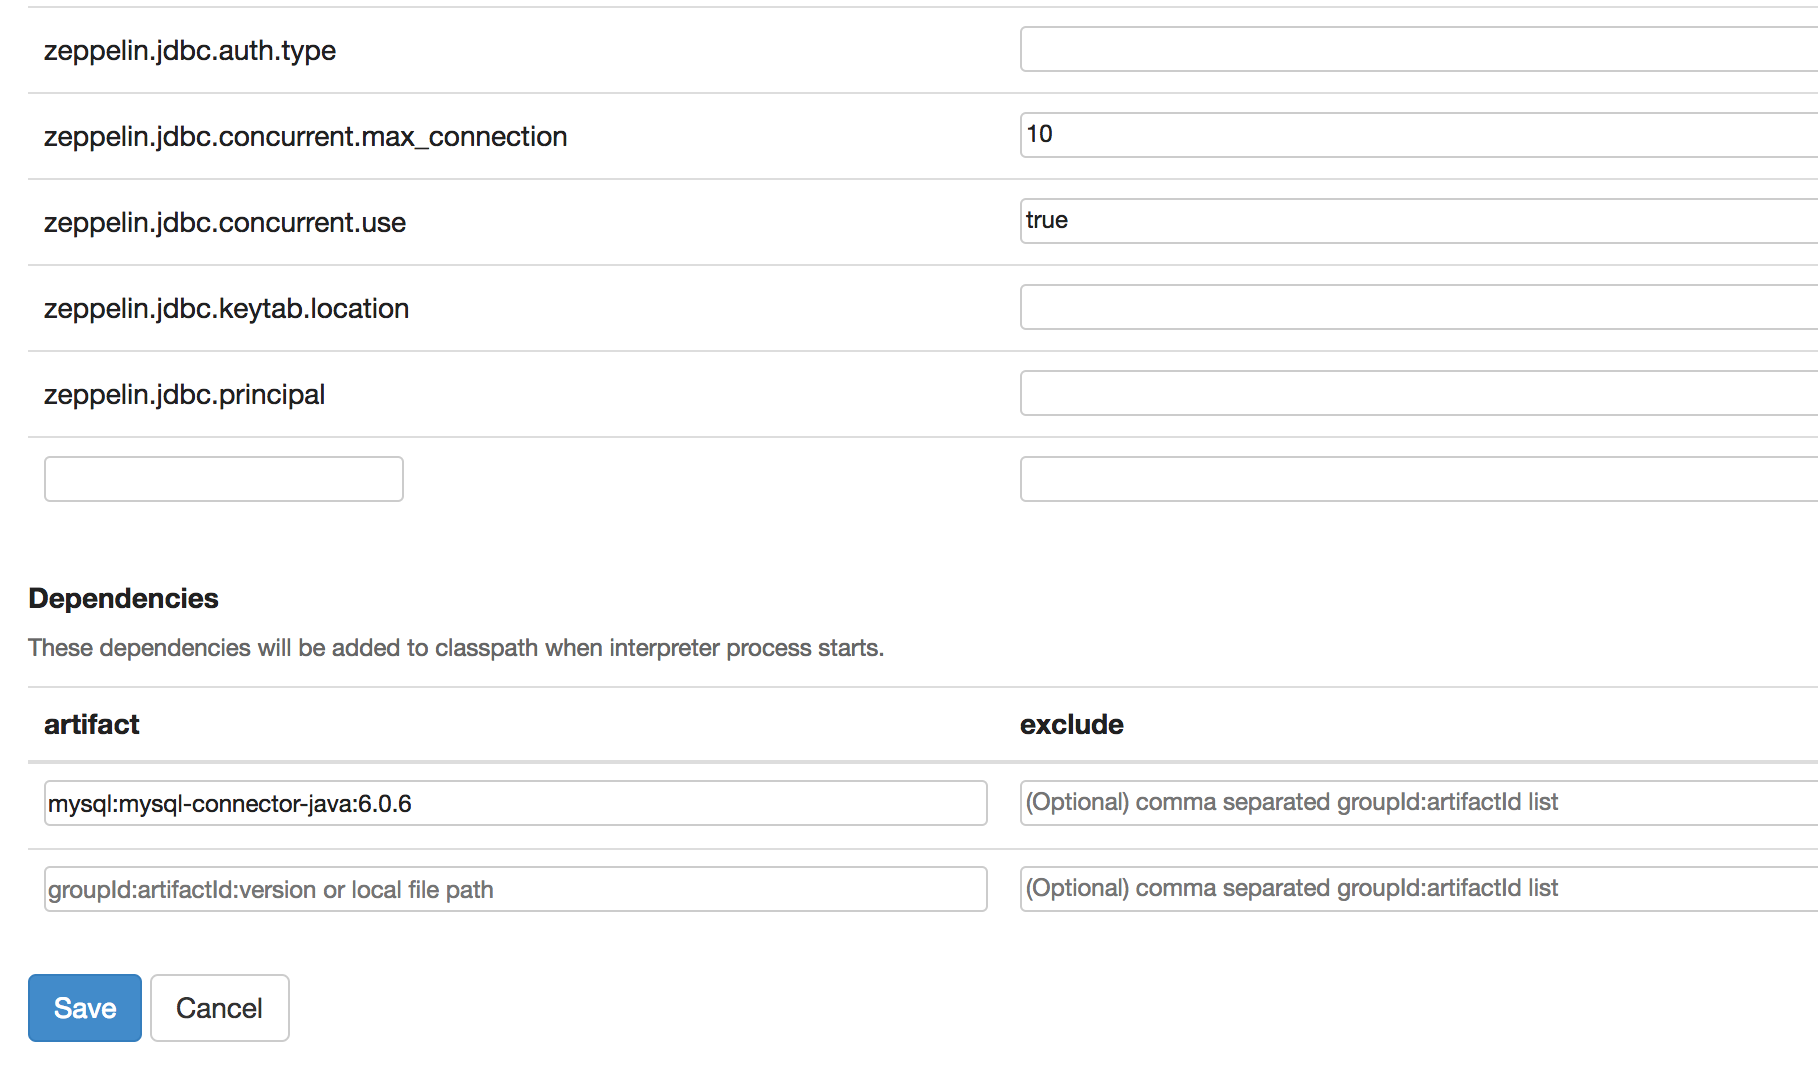 zeppelin.jdbc.auth.type
zeppelin.jdbc.concurrent.max_connection 10
zeppelin.jdbc.concurrent.use true
zeppelin.jdbc.keytab.location
zeppelin.jdbc.principal
Dependencies
These dependencies will be added to classpath when interpreter process starts.
artifact exclude
mysql:mysql-connector-java:6.0.6 (Optional) comma separated groupId:artifactId list
groupId:artifactId:version or local file path (Optional) comma separated groupId:artifactId list
Save Cancel